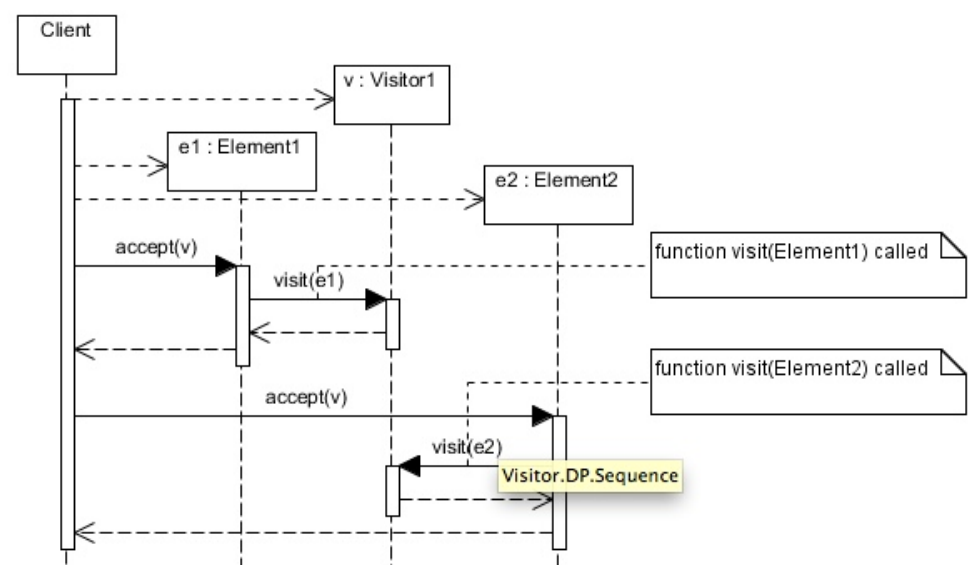 Client
v : Visitor1
e1 : Element1
e2 : Element2
accept(v)
function visit(Element1) called
visit(e1)
function visit(Element2) called
accept(v)
visit(e2)
Visitor.DP.Sequence